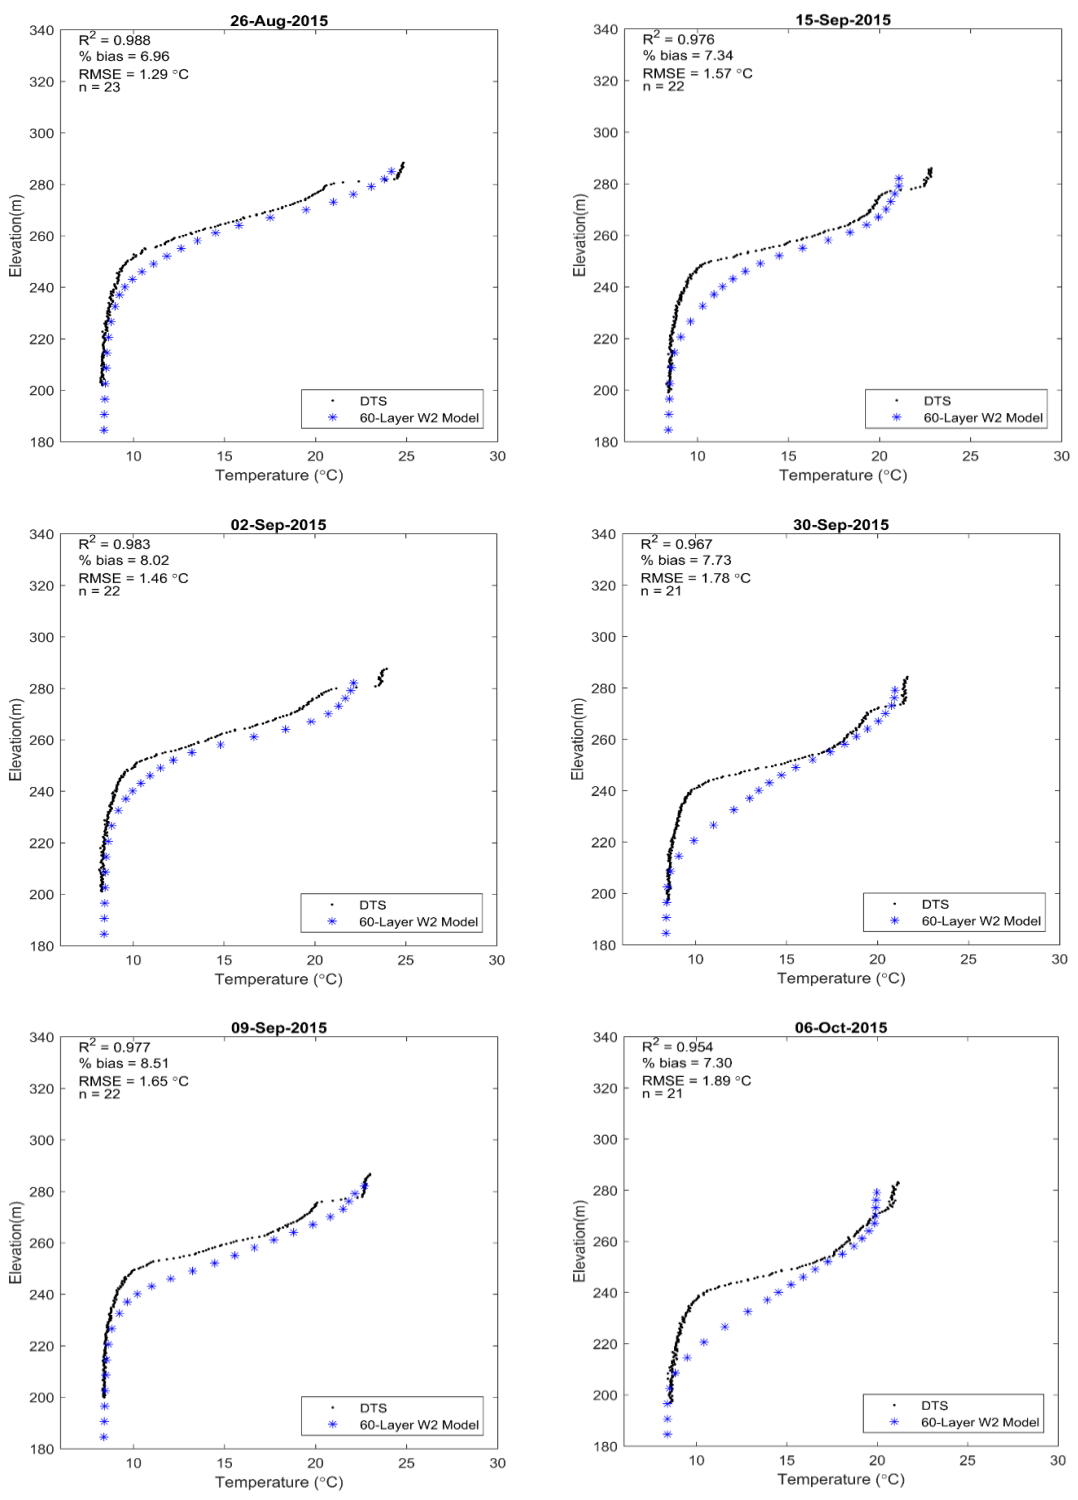 26-Aug-2015
R² = 0.988
% bias = 6.96
RMSE = 1.29 °C
n = 23
340
320
300
280
260
240
220
200
180
Elevation(m)
DTS
60-Layer W2 Model
10 15 20 25 30
Temperature (°C)
15-Sep-2015
R² = 0.976
% bias = 7.34
RMSE = 1.57 °C
n = 22
340
320
300
280
260
240
220
200
180
Elevation(m)
DTS
60-Layer W2 Model
10 15 20 25 30
Temperature (°C)
02-Sep-2015
R² = 0.983
% bias = 8.02
RMSE = 1.46 °C
n = 22
340
320
300
280
260
240
220
200
180
Elevation(m)
DTS
60-Layer W2 Model
10 15 20 25 30
Temperature (°C)
30-Sep-2015
R² = 0.967
% bias = 7.73
RMSE = 1.78 °C
n = 21
340
320
300
280
260
240
220
200
180
Elevation(m)
DTS
60-Layer W2 Model
10 15 20 25 30
Temperature (°C)
09-Sep-2015
R² = 0.977
% bias = 8.51
RMSE = 1.65 °C
n = 22
340
320
300
280
260
240
220
200
180
Elevation(m)
DTS
60-Layer W2 Model
10 15 20 25 30
Temperature (°C)
06-Oct-2015
R² = 0.954
% bias = 7.30
RMSE = 1.89 °C
n = 21
340
320
300
280
260
240
220
200
180
Elevation(m)
DTS
60-Layer W2 Model
10 15 20 25 30
Temperature (°C)